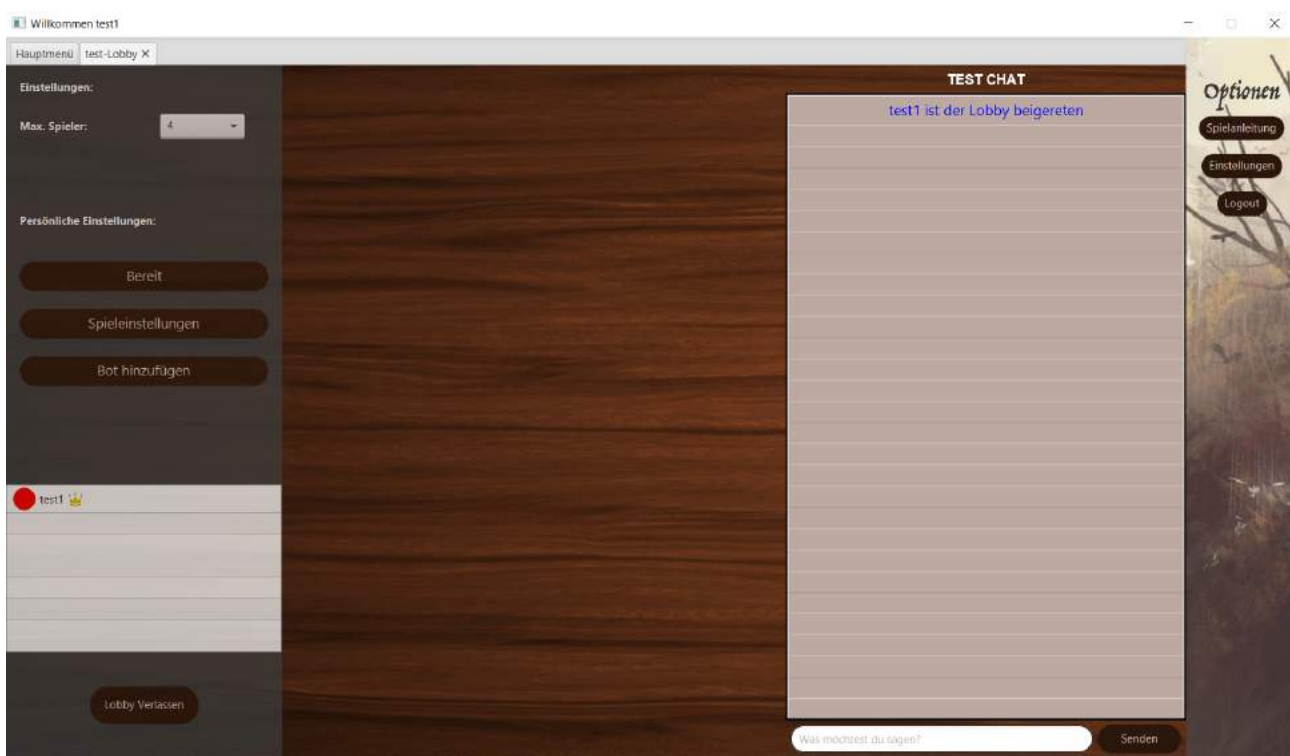 Willkommen test1
Hauptmenü
test-Lobby X
Einstellungen:
Max. Spieler:
4
Persönliche Einstellungen:
Bereit
Spieleinstellungen
Bot hinzufügen
test1
Lobby Verlassen
TEST CHAT
test1 ist der Lobby beigereten
Was möchtest du sagen?
Senden
Optionen
Spielanleitung
Einstellungen
Logout